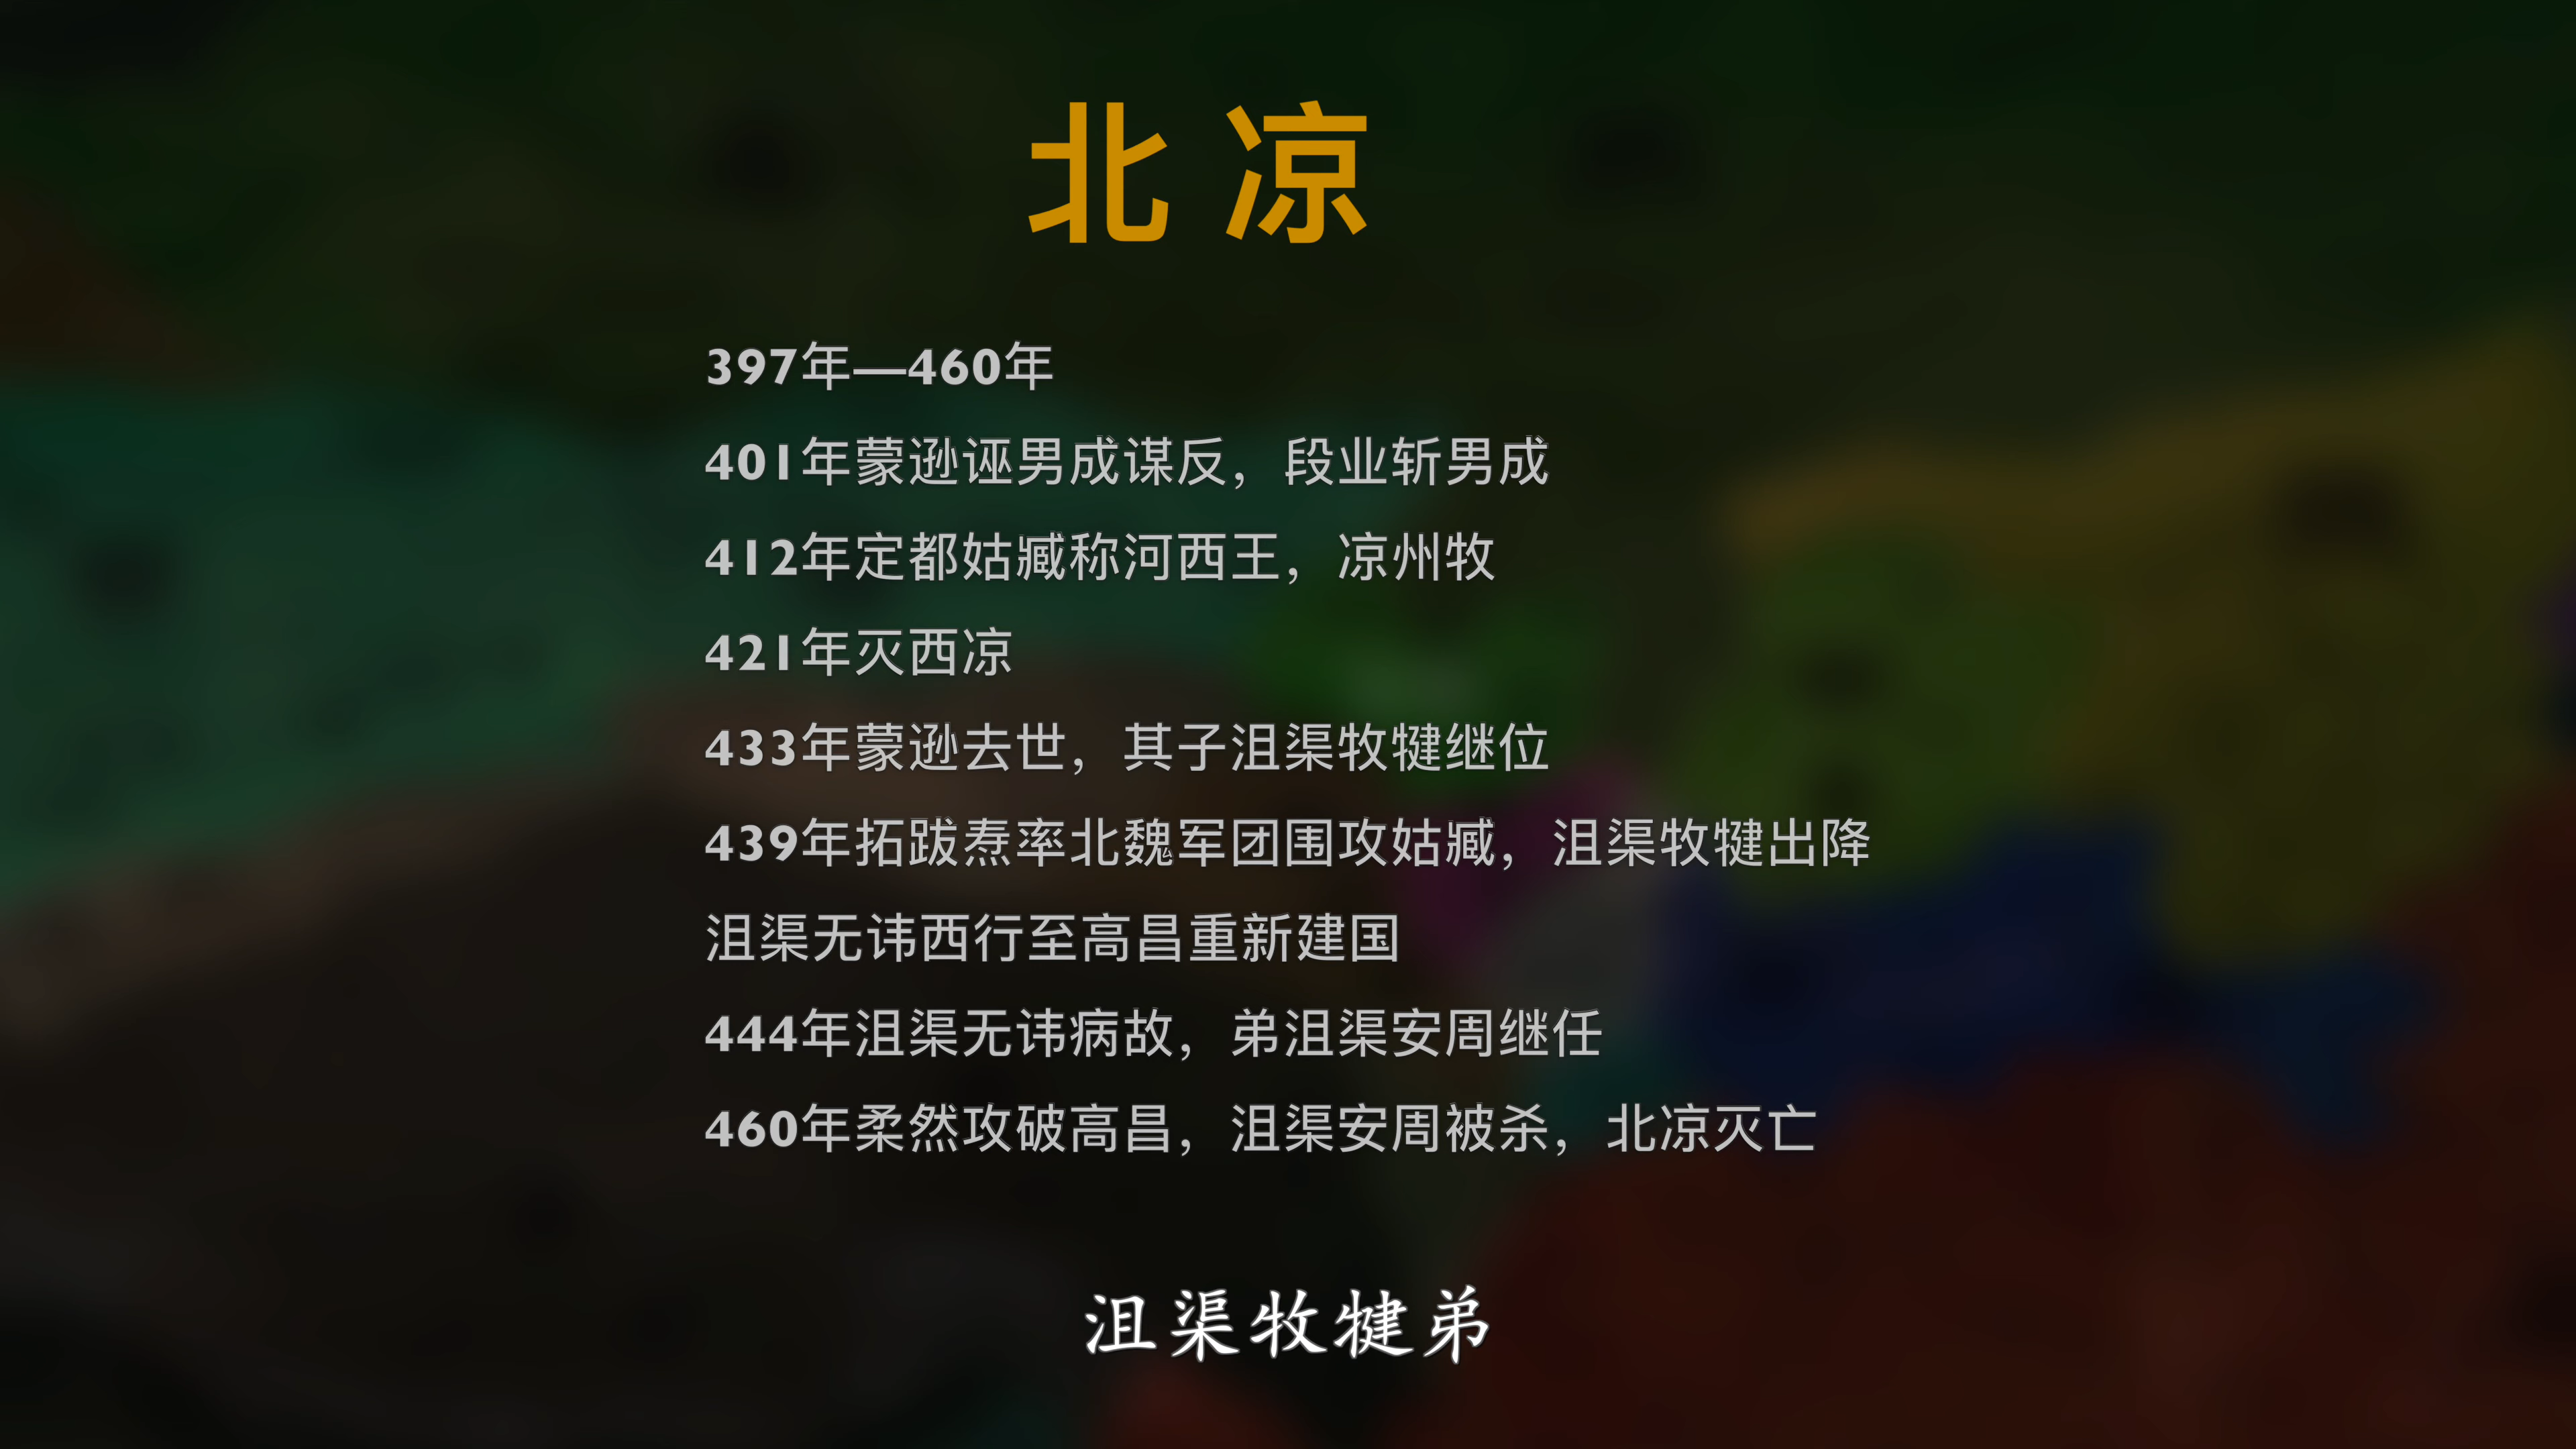 北凉
397年—460年
401年蒙逊诬男成谋反，段业斩男成
412年定都姑臧称河西王，凉州牧
421年灭西凉
433年蒙逊去世，其子沮渠牧犍继位
439年拓跋焘率北魏军团围攻姑臧，沮渠牧犍出降
沮渠无讳西行至高昌重新建国
444年沮渠无讳病故，弟沮渠安周继任
460年柔然攻破高昌，沮渠安周被杀，北凉灭亡
沮渠牧犍弟